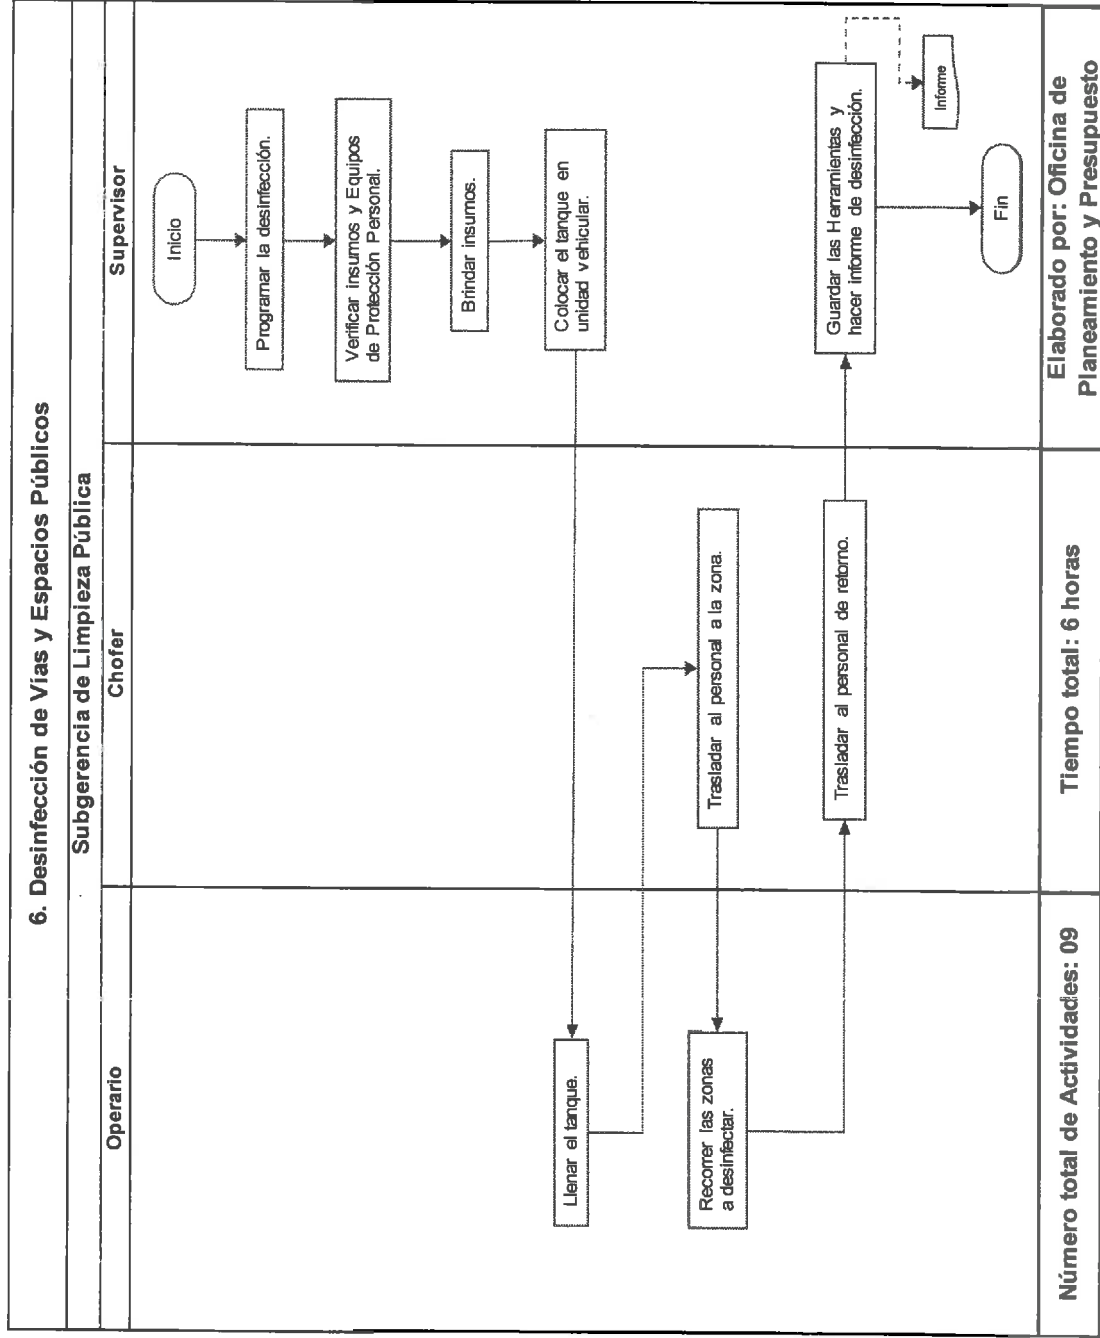 6. Desinfección de Vías y Espacios Públicos
Subgerencia de Limpieza Pública
Operario
Chofer
Supervisor
Inicio
Programar la desinfección.
Verificar insumos y Equipos
de Protección Personal.
Brindar insumos.
Colocar el tanque en
unidad vehicular.
Llenar el tanque.
Trasladar al personal a la zona.
Recorrer las zonas
a desinfectar.
Trasladar al personal de retorno.
Guardar las Herramientas y
hacer informe de desinfección.
Informe
Fin
Número total de Actividades: 09
Tiempo total: 6 horas
Elaborado por: Oficina de
Planeamiento y Presupuesto